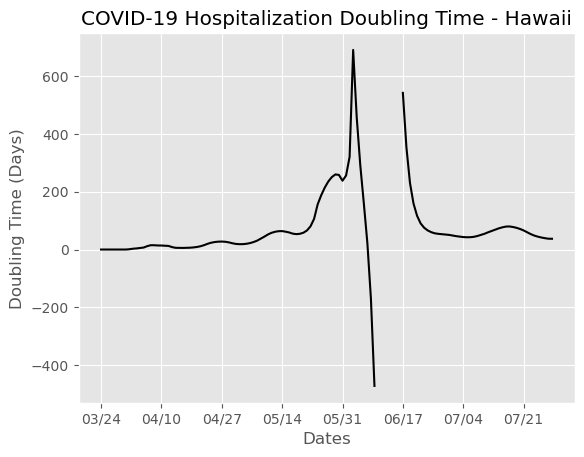 COVID-19 Hospitalization Doubling Time - Hawaii
Doubling Time (Days)
600
400
200
0
−200
−400
03/24 04/10 04/27 05/14 05/31 06/17 07/04 07/21
Dates